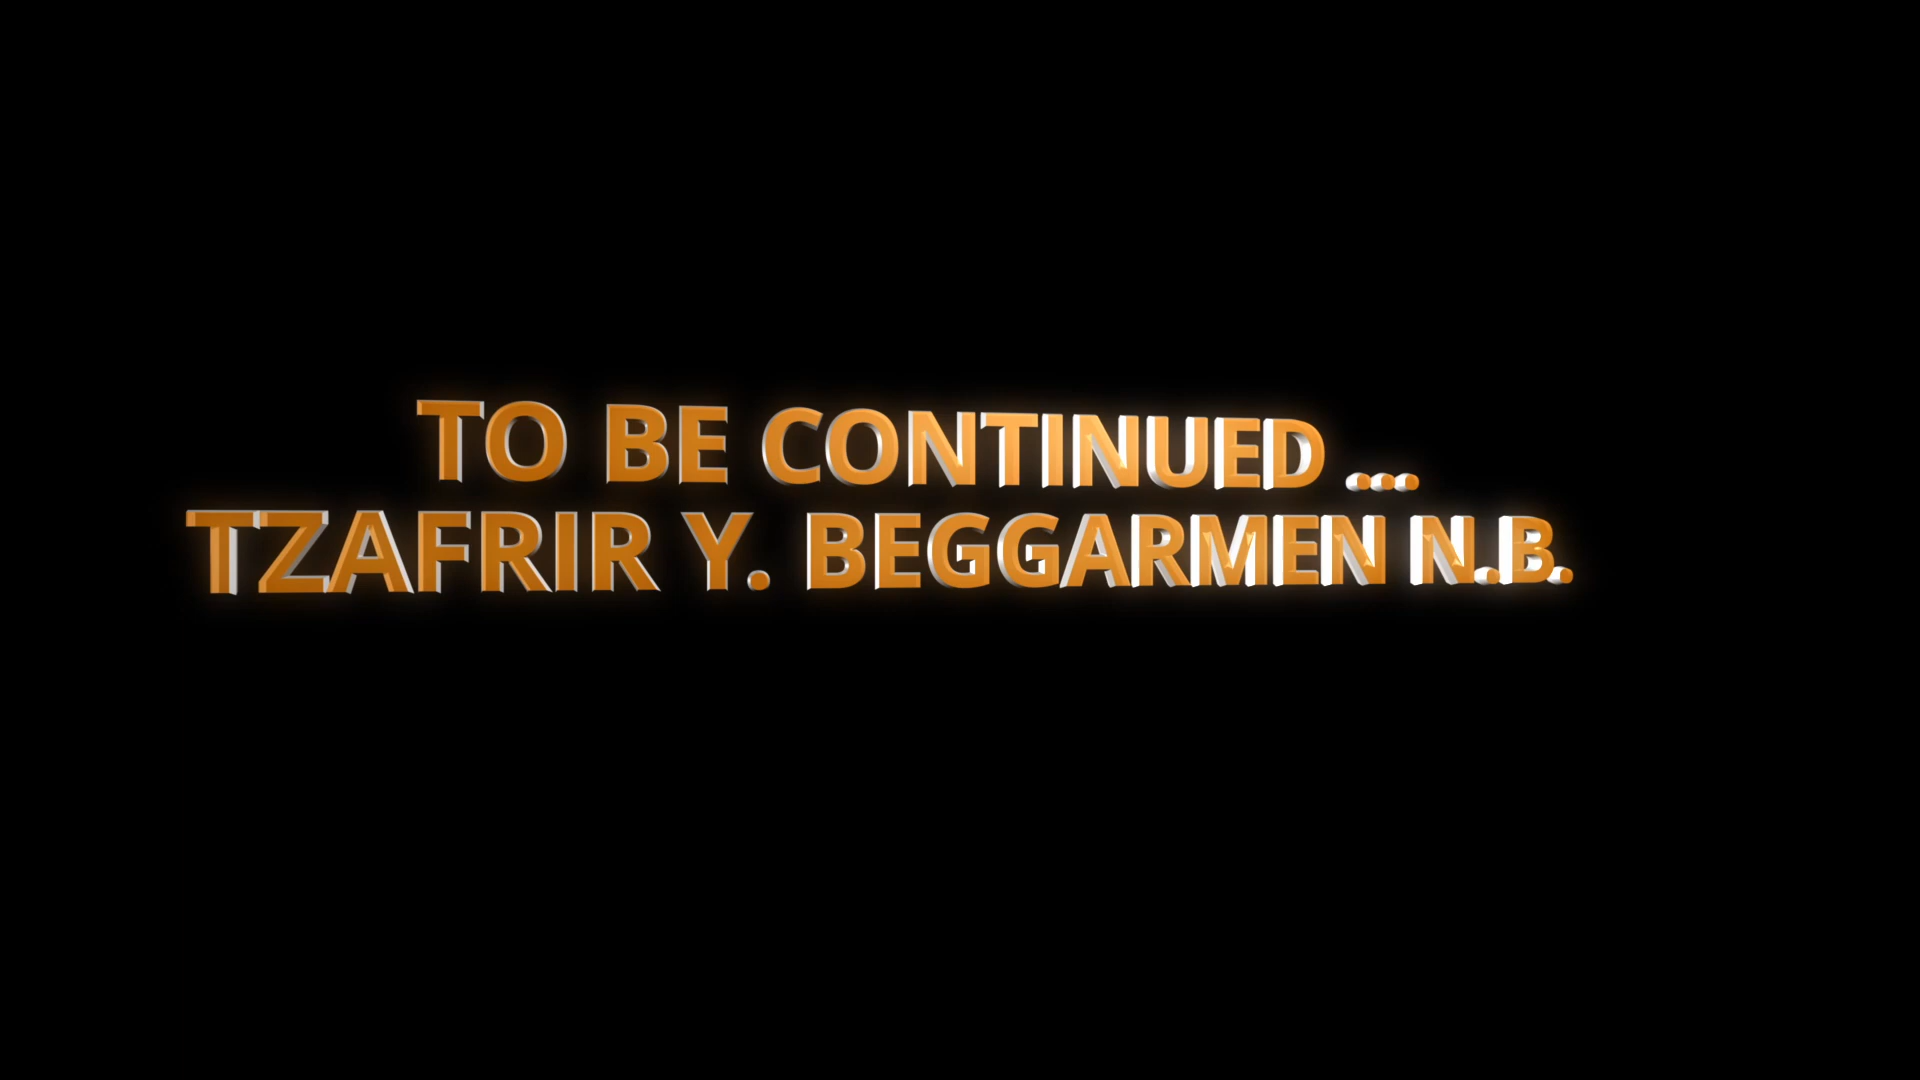 TO BE CONTINUED ...
TZAFRIR Y. BEGGARMEN N.B.